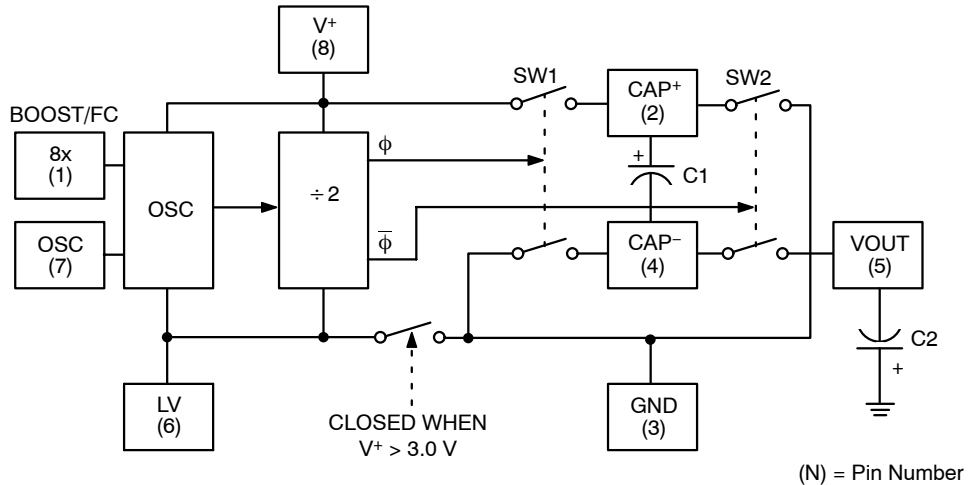 V+
(8)
SW1
CAP+
(2)
SW2
BOOST/FC
8x
(1)
OSC
÷ 2
ϕ
+
C1
OSC
(7)
ϕ̅
CAP−
(4)
VOUT
(5)
C2
+
LV
(6)
CLOSED WHEN
V+ > 3.0 V
GND
(3)
(N) = Pin Number